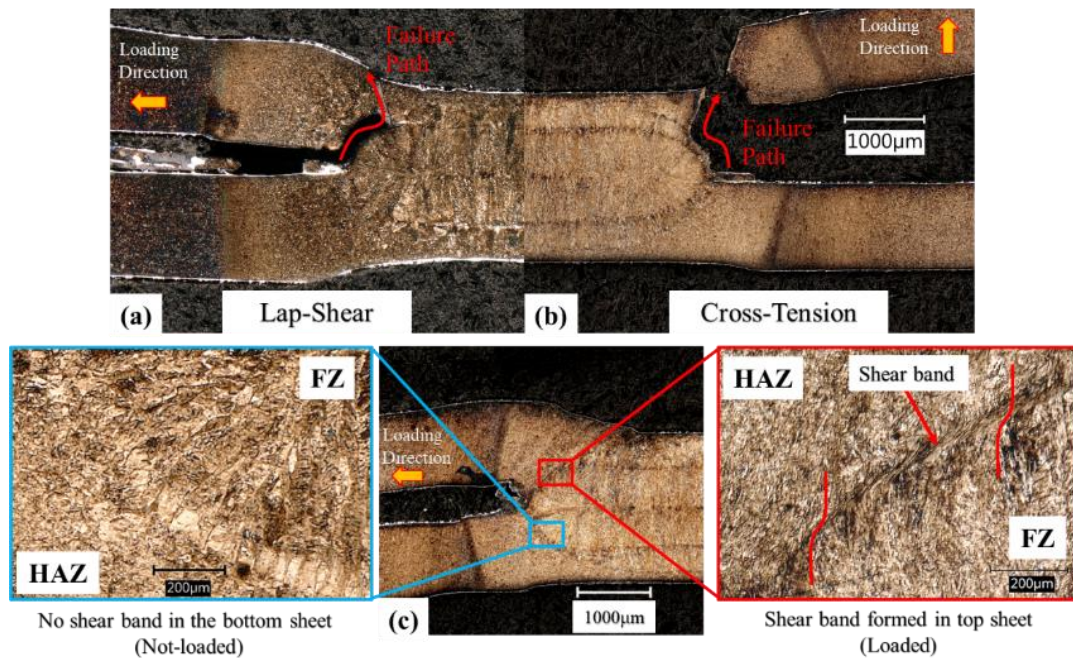 Loading
Direction
Failure
Path
(a)
Lap-Shear
Loading
Direction
1000μm
Failure
Path
(b)
Cross-Tension
FZ
HAZ
200μm
No shear band in the bottom sheet
(Not-loaded)
Loading
Direction
(c)
1000μm
HAZ
Shear band
FZ
200μm
Shear band formed in top sheet
(Loaded)